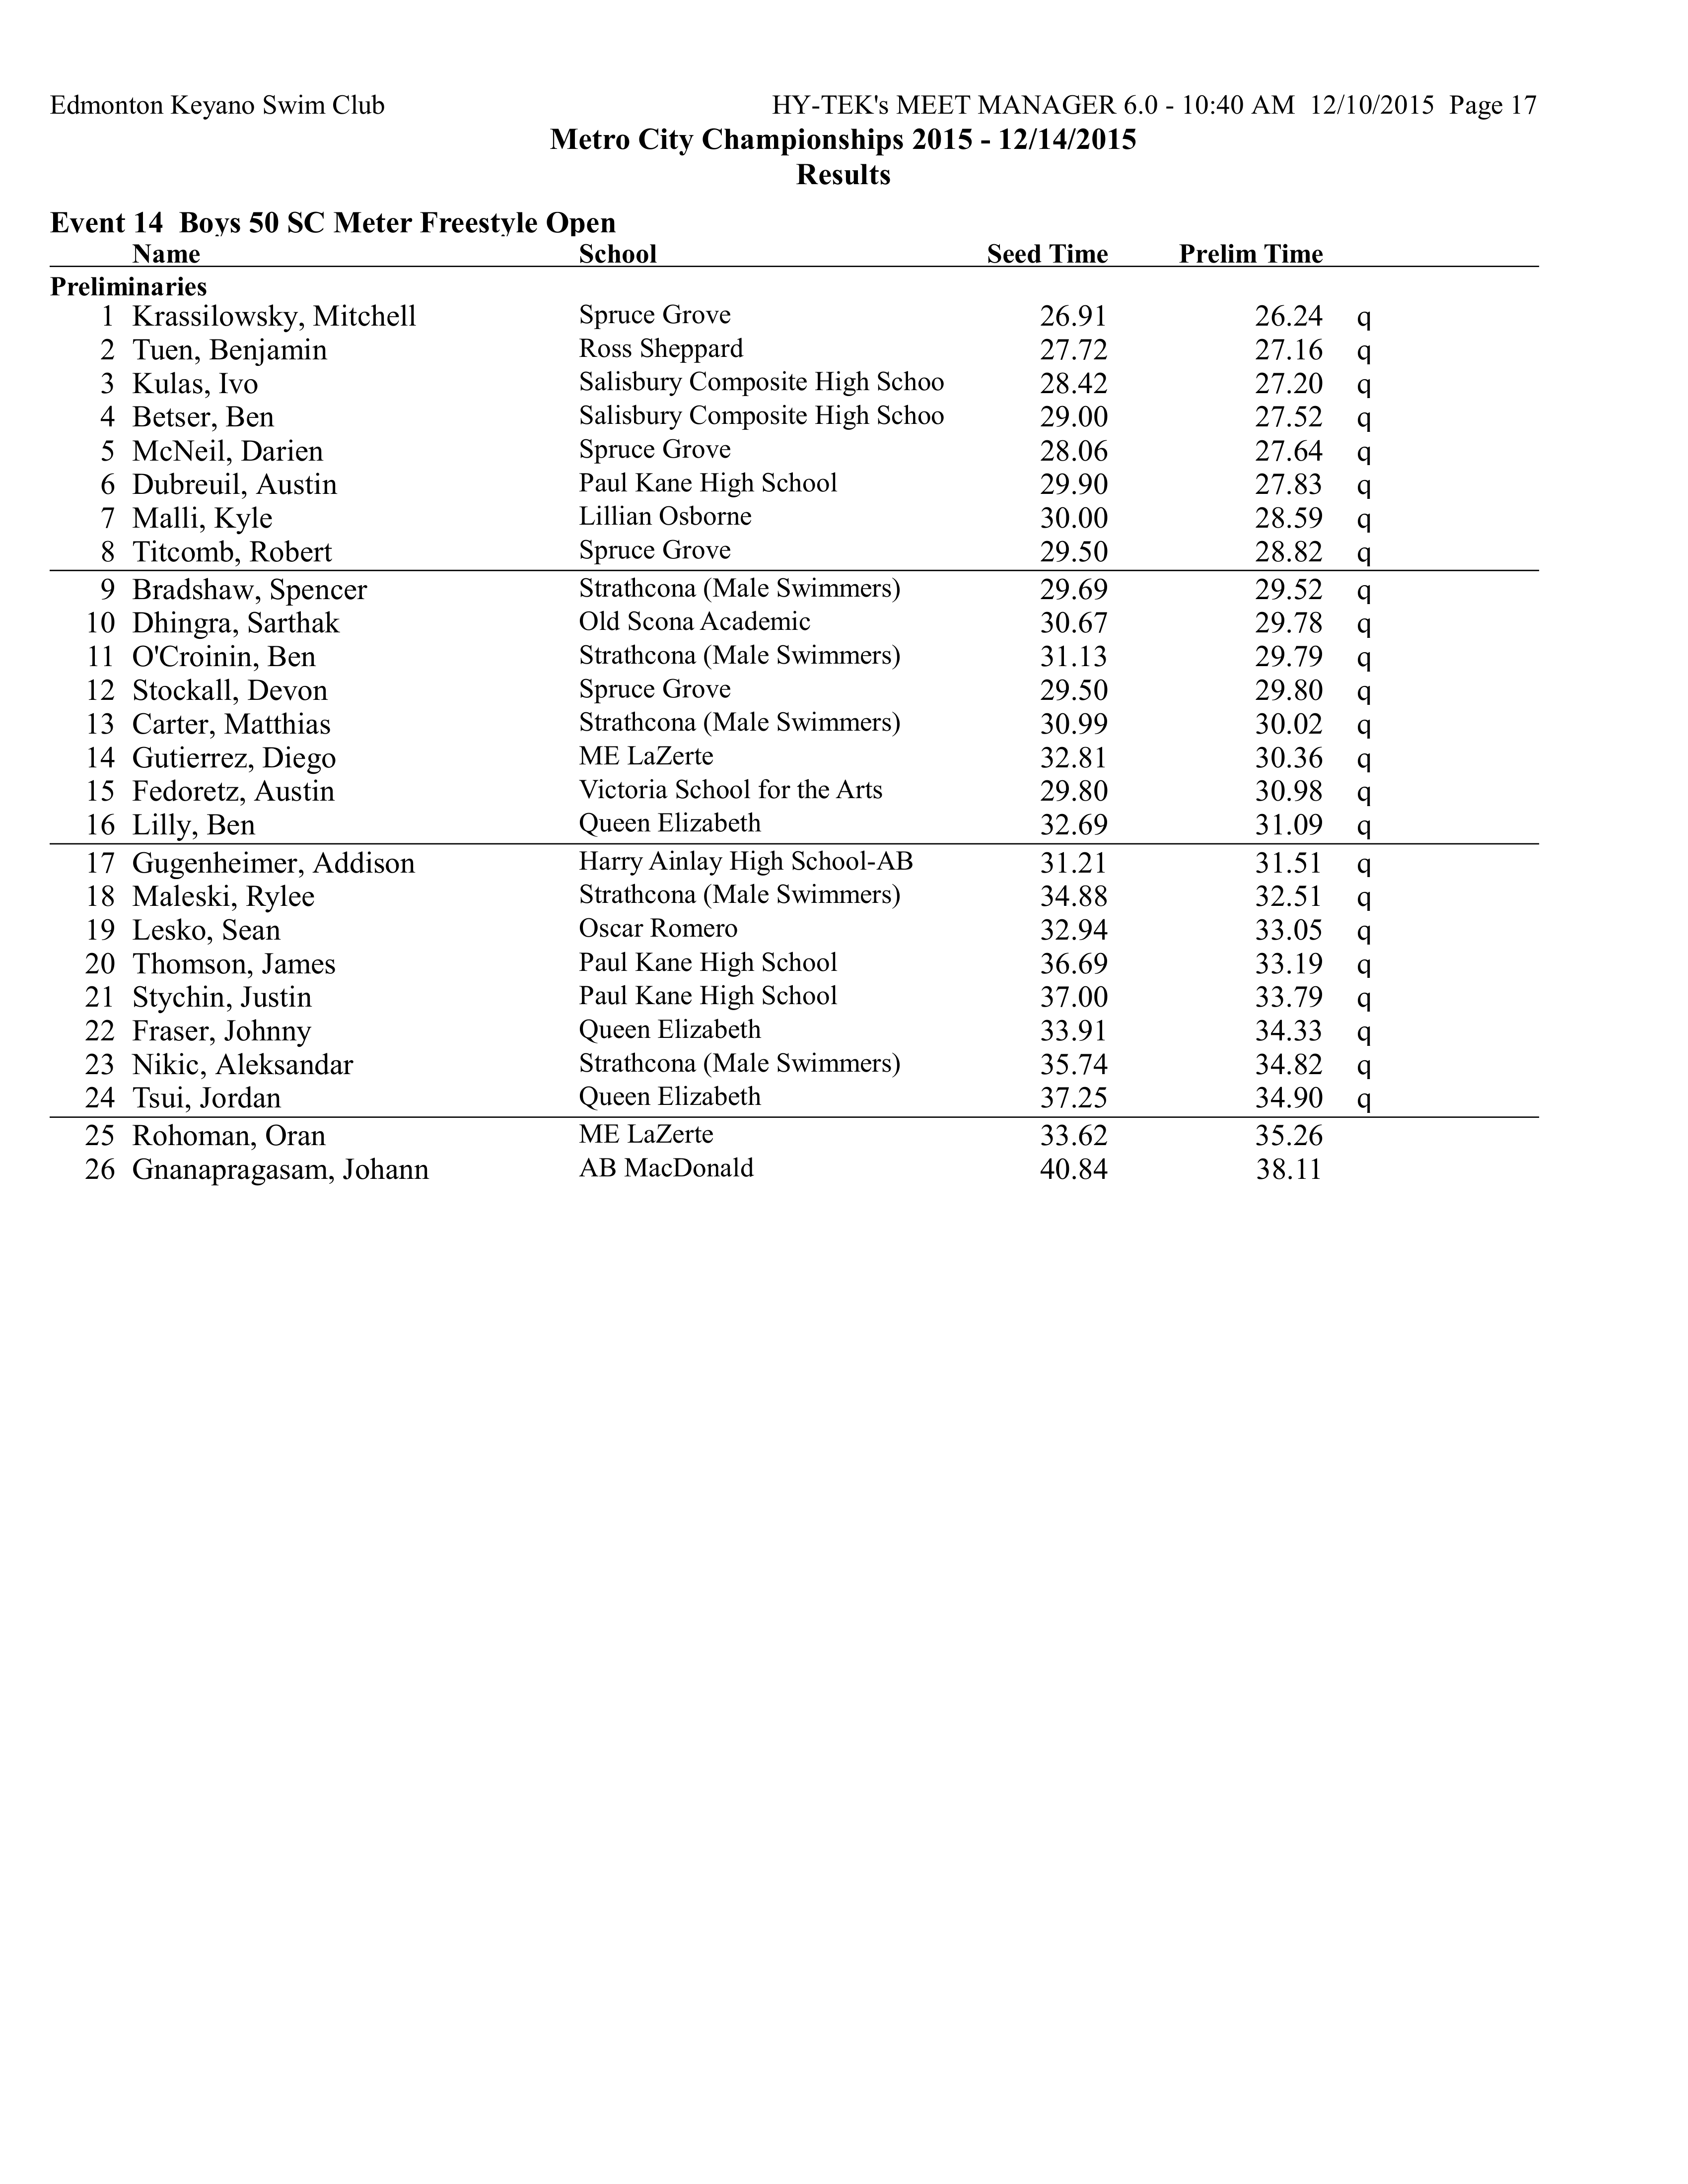 Edmonton Keyano Swim Club HY-TEK's MEET MANAGER 6.0 - 10:40 AM 12/10/2015 Page 17
Metro City Championships 2015 - 12/14/2015
Results
Event 14 Boys 50 SC Meter Freestyle Open
Name School Seed Time Prelim Time
Preliminaries
1 Krassilowsky, Mitchell Spruce Grove 26.91 26.24 q
2 Tuen, Benjamin Ross Sheppard 27.72 27.16 q
3 Kulas, Ivo Salisbury Composite High Schoo 28.42 27.20 q
4 Betser, Ben Salisbury Composite High Schoo 29.00 27.52 q
5 McNeil, Darien Spruce Grove 28.06 27.64 q
6 Dubreuil, Austin Paul Kane High School 29.90 27.83 q
7 Malli, Kyle Lillian Osborne 30.00 28.59 q
8 Titcomb, Robert Spruce Grove 29.50 28.82 q
9 Bradshaw, Spencer Strathcona (Male Swimmers) 29.69 29.52 q
10 Dhingra, Sarthak Old Scona Academic 30.67 29.78 q
11 O'Croinin, Ben Strathcona (Male Swimmers) 31.13 29.79 q
12 Stockall, Devon Spruce Grove 29.50 29.80 q
13 Carter, Matthias Strathcona (Male Swimmers) 30.99 30.02 q
14 Gutierrez, Diego ME LaZerte 32.81 30.36 q
15 Fedoretz, Austin Victoria School for the Arts 29.80 30.98 q
16 Lilly, Ben Queen Elizabeth 32.69 31.09 q
17 Gugenheimer, Addison Harry Ainlay High School-AB 31.21 31.51 q
18 Maleski, Rylee Strathcona (Male Swimmers) 34.88 32.51 q
19 Lesko, Sean Oscar Romero 32.94 33.05 q
20 Thomson, James Paul Kane High School 36.69 33.19 q
21 Stychin, Justin Paul Kane High School 37.00 33.79 q
22 Fraser, Johnny Queen Elizabeth 33.91 34.33 q
23 Nikic, Aleksandar Strathcona (Male Swimmers) 35.74 34.82 q
24 Tsui, Jordan Queen Elizabeth 37.25 34.90 q
25 Rohoman, Oran ME LaZerte 33.62 35.26
26 Gnanapragasam, Johann AB MacDonald 40.84 38.11